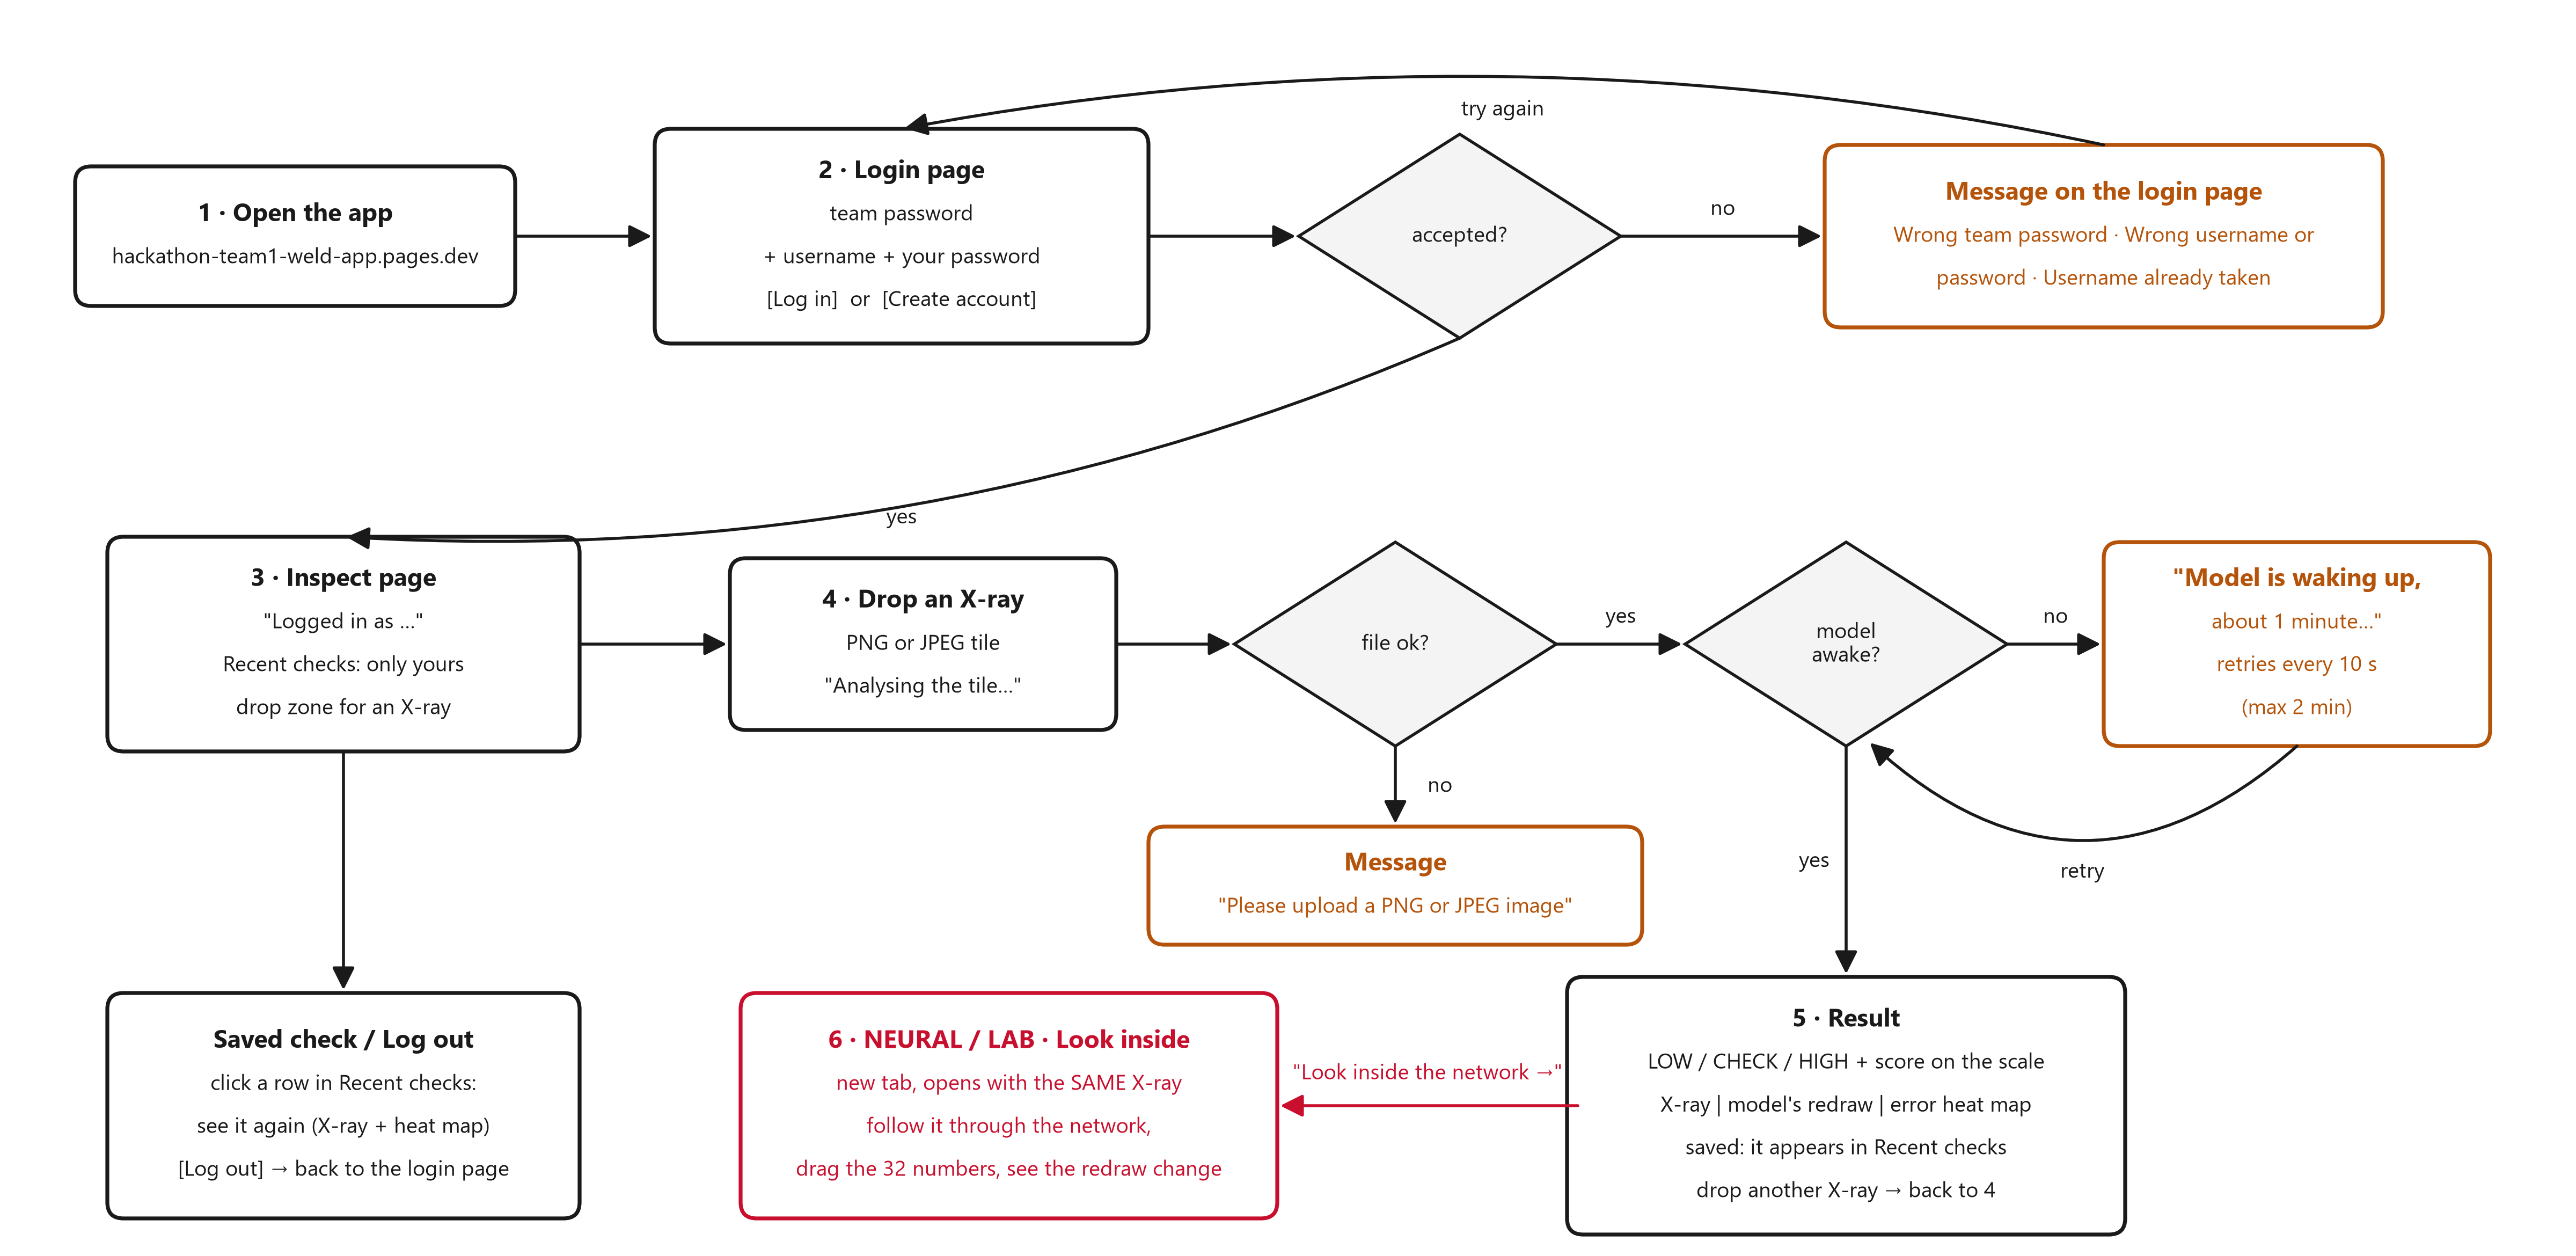 try again
1 · Open the app
hackathon-team1-weld-app.pages.dev
2 · Login page
team password
+ username + your password
[Log in]  or  [Create account]
accepted?
no
Message on the login page
Wrong team password · Wrong username or
password · Username already taken
yes
3 · Inspect page
"Logged in as ..."
Recent checks: only yours
drop zone for an X-ray
4 · Drop an X-ray
PNG or JPEG tile
"Analysing the tile..."
file ok?
yes
model
awake?
no
"Model is waking up,
about 1 minute..."
retries every 10 s
(max 2 min)
no
Message
"Please upload a PNG or JPEG image"
yes
retry
Saved check / Log out
click a row in Recent checks:
see it again (X-ray + heat map)
[Log out] → back to the login page
6 · NEURAL / LAB · Look inside
new tab, opens with the SAME X-ray
follow it through the network,
drag the 32 numbers, see the redraw change
"Look inside the network →"
5 · Result
LOW / CHECK / HIGH + score on the scale
X-ray | model's redraw | error heat map
saved: it appears in Recent checks
drop another X-ray → back to 4